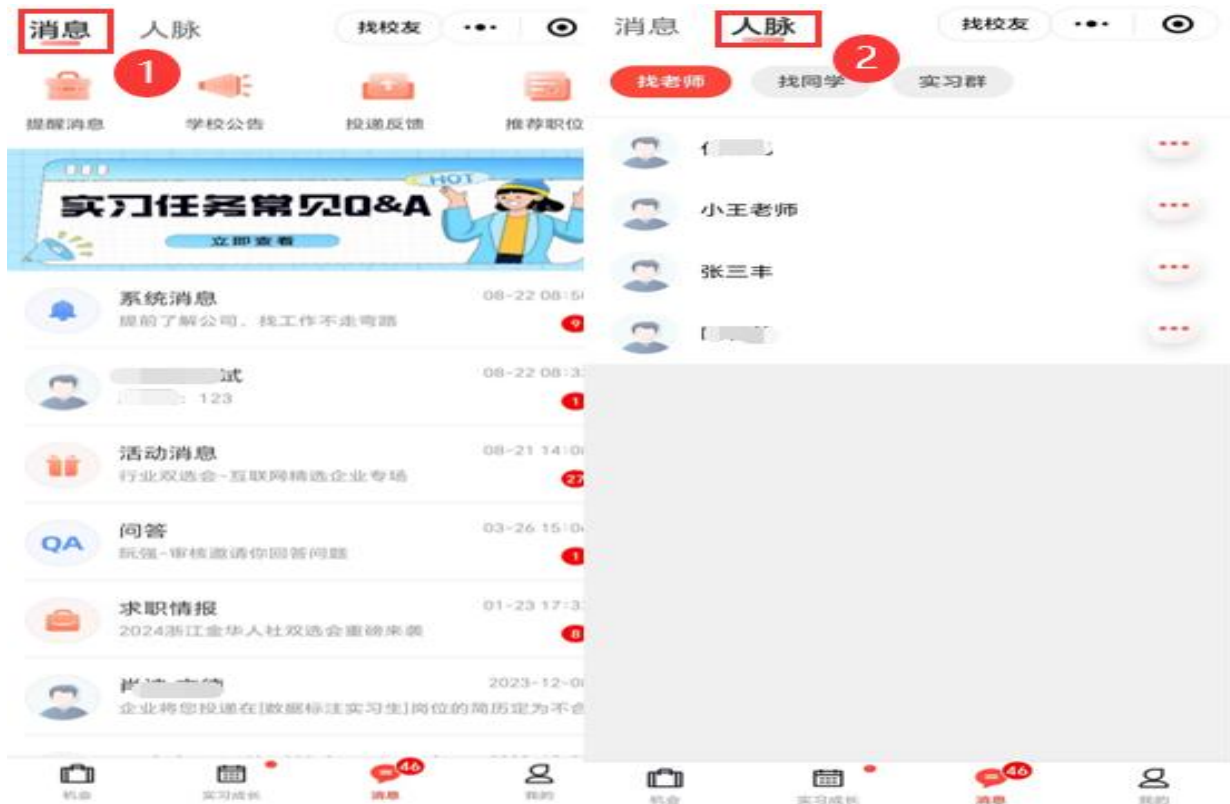 消息 人脉 找校友
1
提醒消息 学校公告 投递反馈 推荐职位
HOT
实习任务常见Q&A
立即查看
系统消息 08-22 08:5
提前了解公司，找工作不走弯路 9
试 08-22 08:3
: 123 1
活动消息 08-21 14:0
行业双选会-互联网精选企业专场 27
问答 03-26 15:0
阮强-审核邀请你回答问题 1
QA
求职情报 01-23 17:3
2024浙江金华人社双选会重磅来袭 8
2023-12-0
企业将您投递在[数据标注实习生]岗位的简历定为不合
机会 实习成长 消息 46 我的
消息 人脉 找校友
2
找老师 找同学 实习群
小王老师
张三丰
机会 实习成长 消息 46 我的